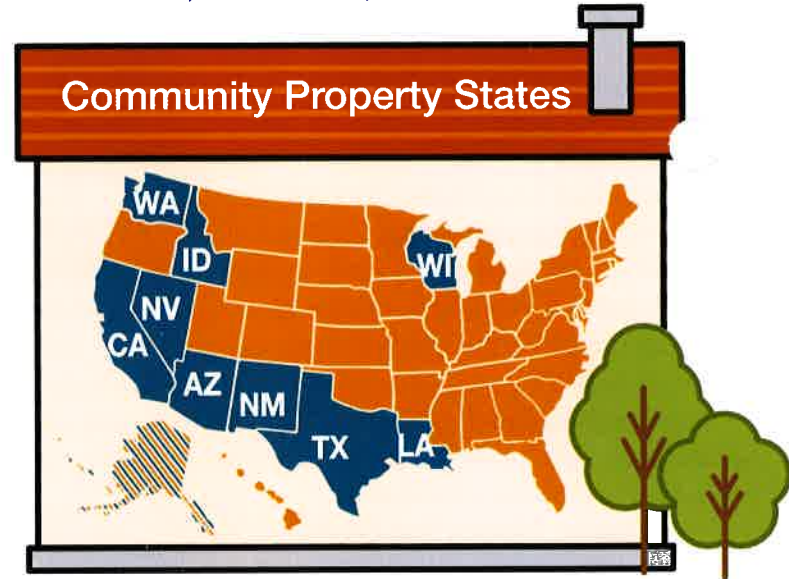 Community Property States
WA
ID
WI
NV
CA
AZ
NM
TX
LA